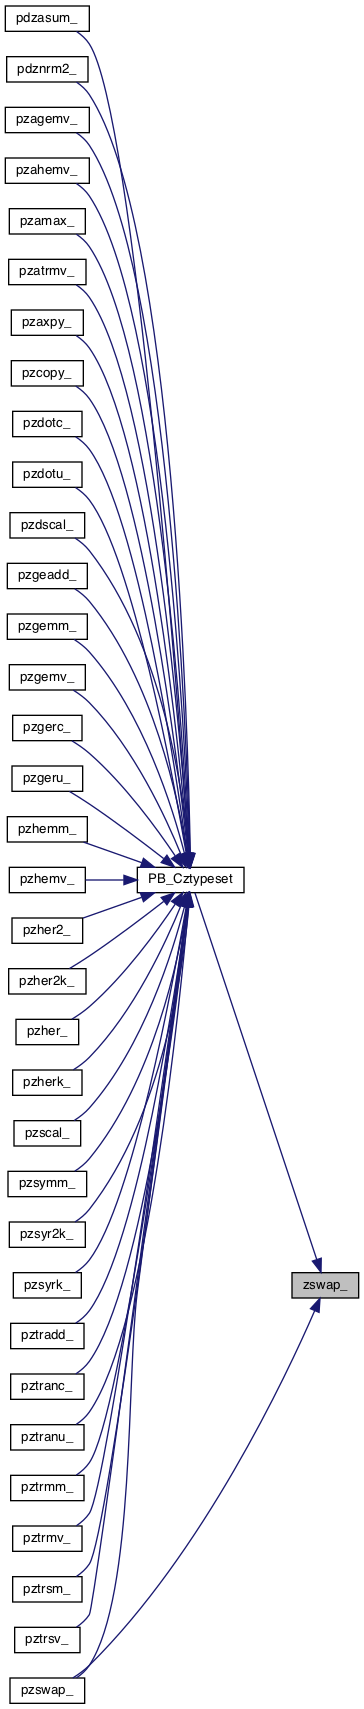 pdzasum_
pdznrm2_
pzagemv_
pzahemv_
pzamax_
pzatrmv_
pzaxpy_
pzcopy_
pzdotc_
pzdotu_
pzdscal_
pzgeadd_
pzgemm_
pzgemv_
pzgerc_
pzgeru_
pzhemm_
pzhemv_
PB_Cztypeset
pzher2_
pzher2k_
pzher_
pzherk_
pzscal_
pzsymm_
pzsyr2k_
pzsyrk_
zswap_
pztradd_
pztranc_
pztranu_
pztrmm_
pztrmv_
pztrsm_
pztrsv_
pzswap_